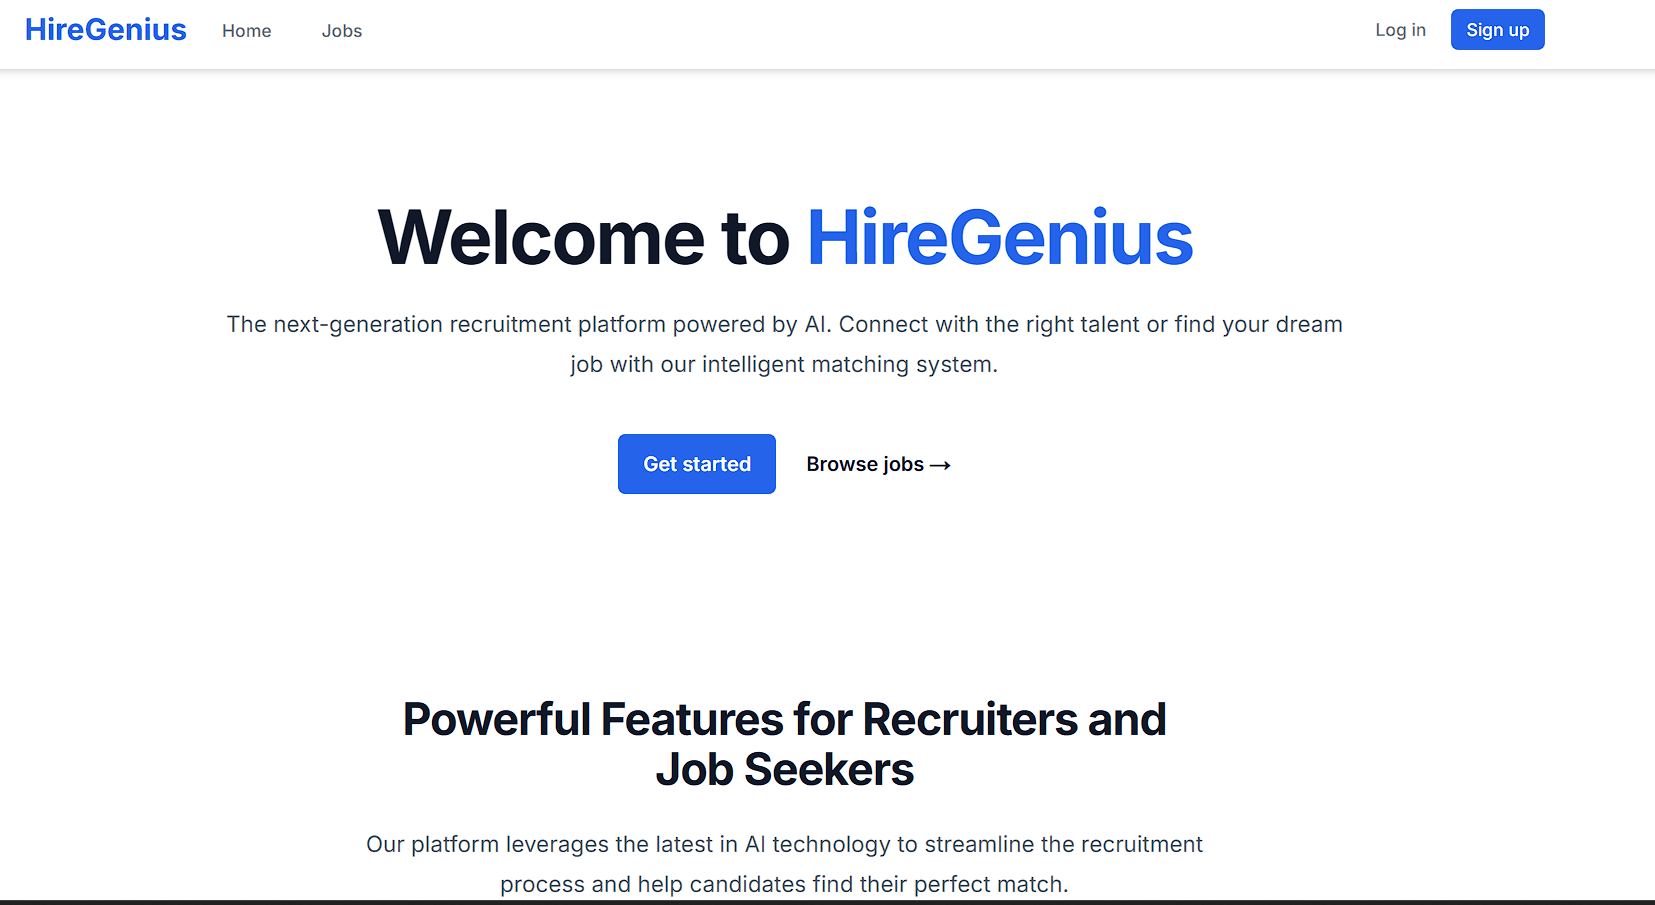 HireGenius Home Jobs Log in Sign up
Welcome to HireGenius
The next-generation recruitment platform powered by AI. Connect with the right talent or find your dream
job with our intelligent matching system.
Get started Browse jobs →
Powerful Features for Recruiters and
Job Seekers
Our platform leverages the latest in AI technology to streamline the recruitment
process and help candidates find their perfect match.